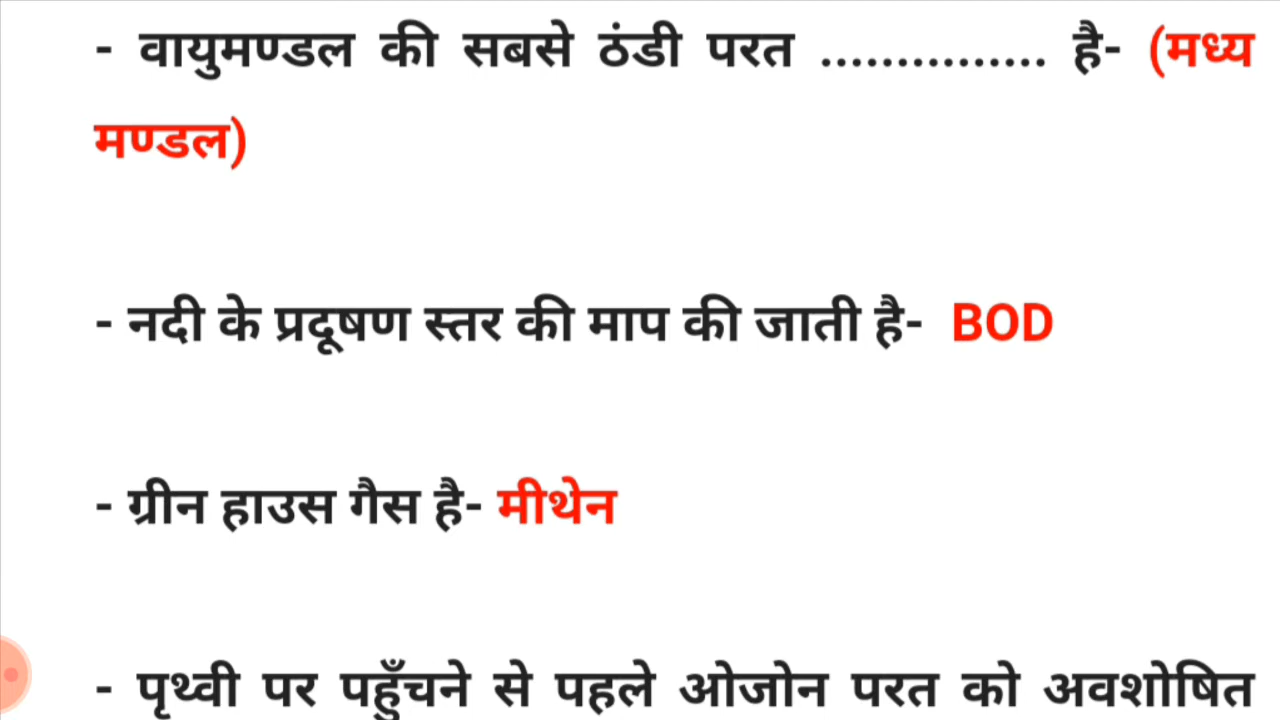 - वायुमण्डल की सबसे ठंडी परत ............... है- (मध्य
मण्डल)
- नदी के प्रदूषण स्तर की माप की जाती है- BOD
- ग्रीन हाउस गैस है- मीथेन
- पृथ्वी पर पहुँचने से पहले ओजोन परत को अवशोषित